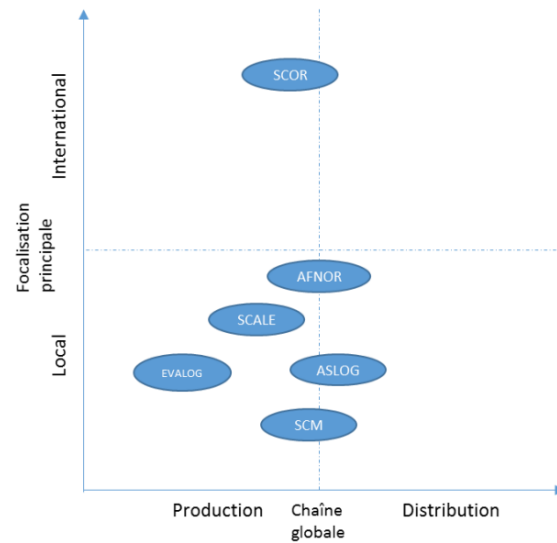 SCOR
International
Focalisation
principale
AFNOR
SCALE
Local
EVALOG
ASLOG
SCM
Production
Chaîne
globale
Distribution